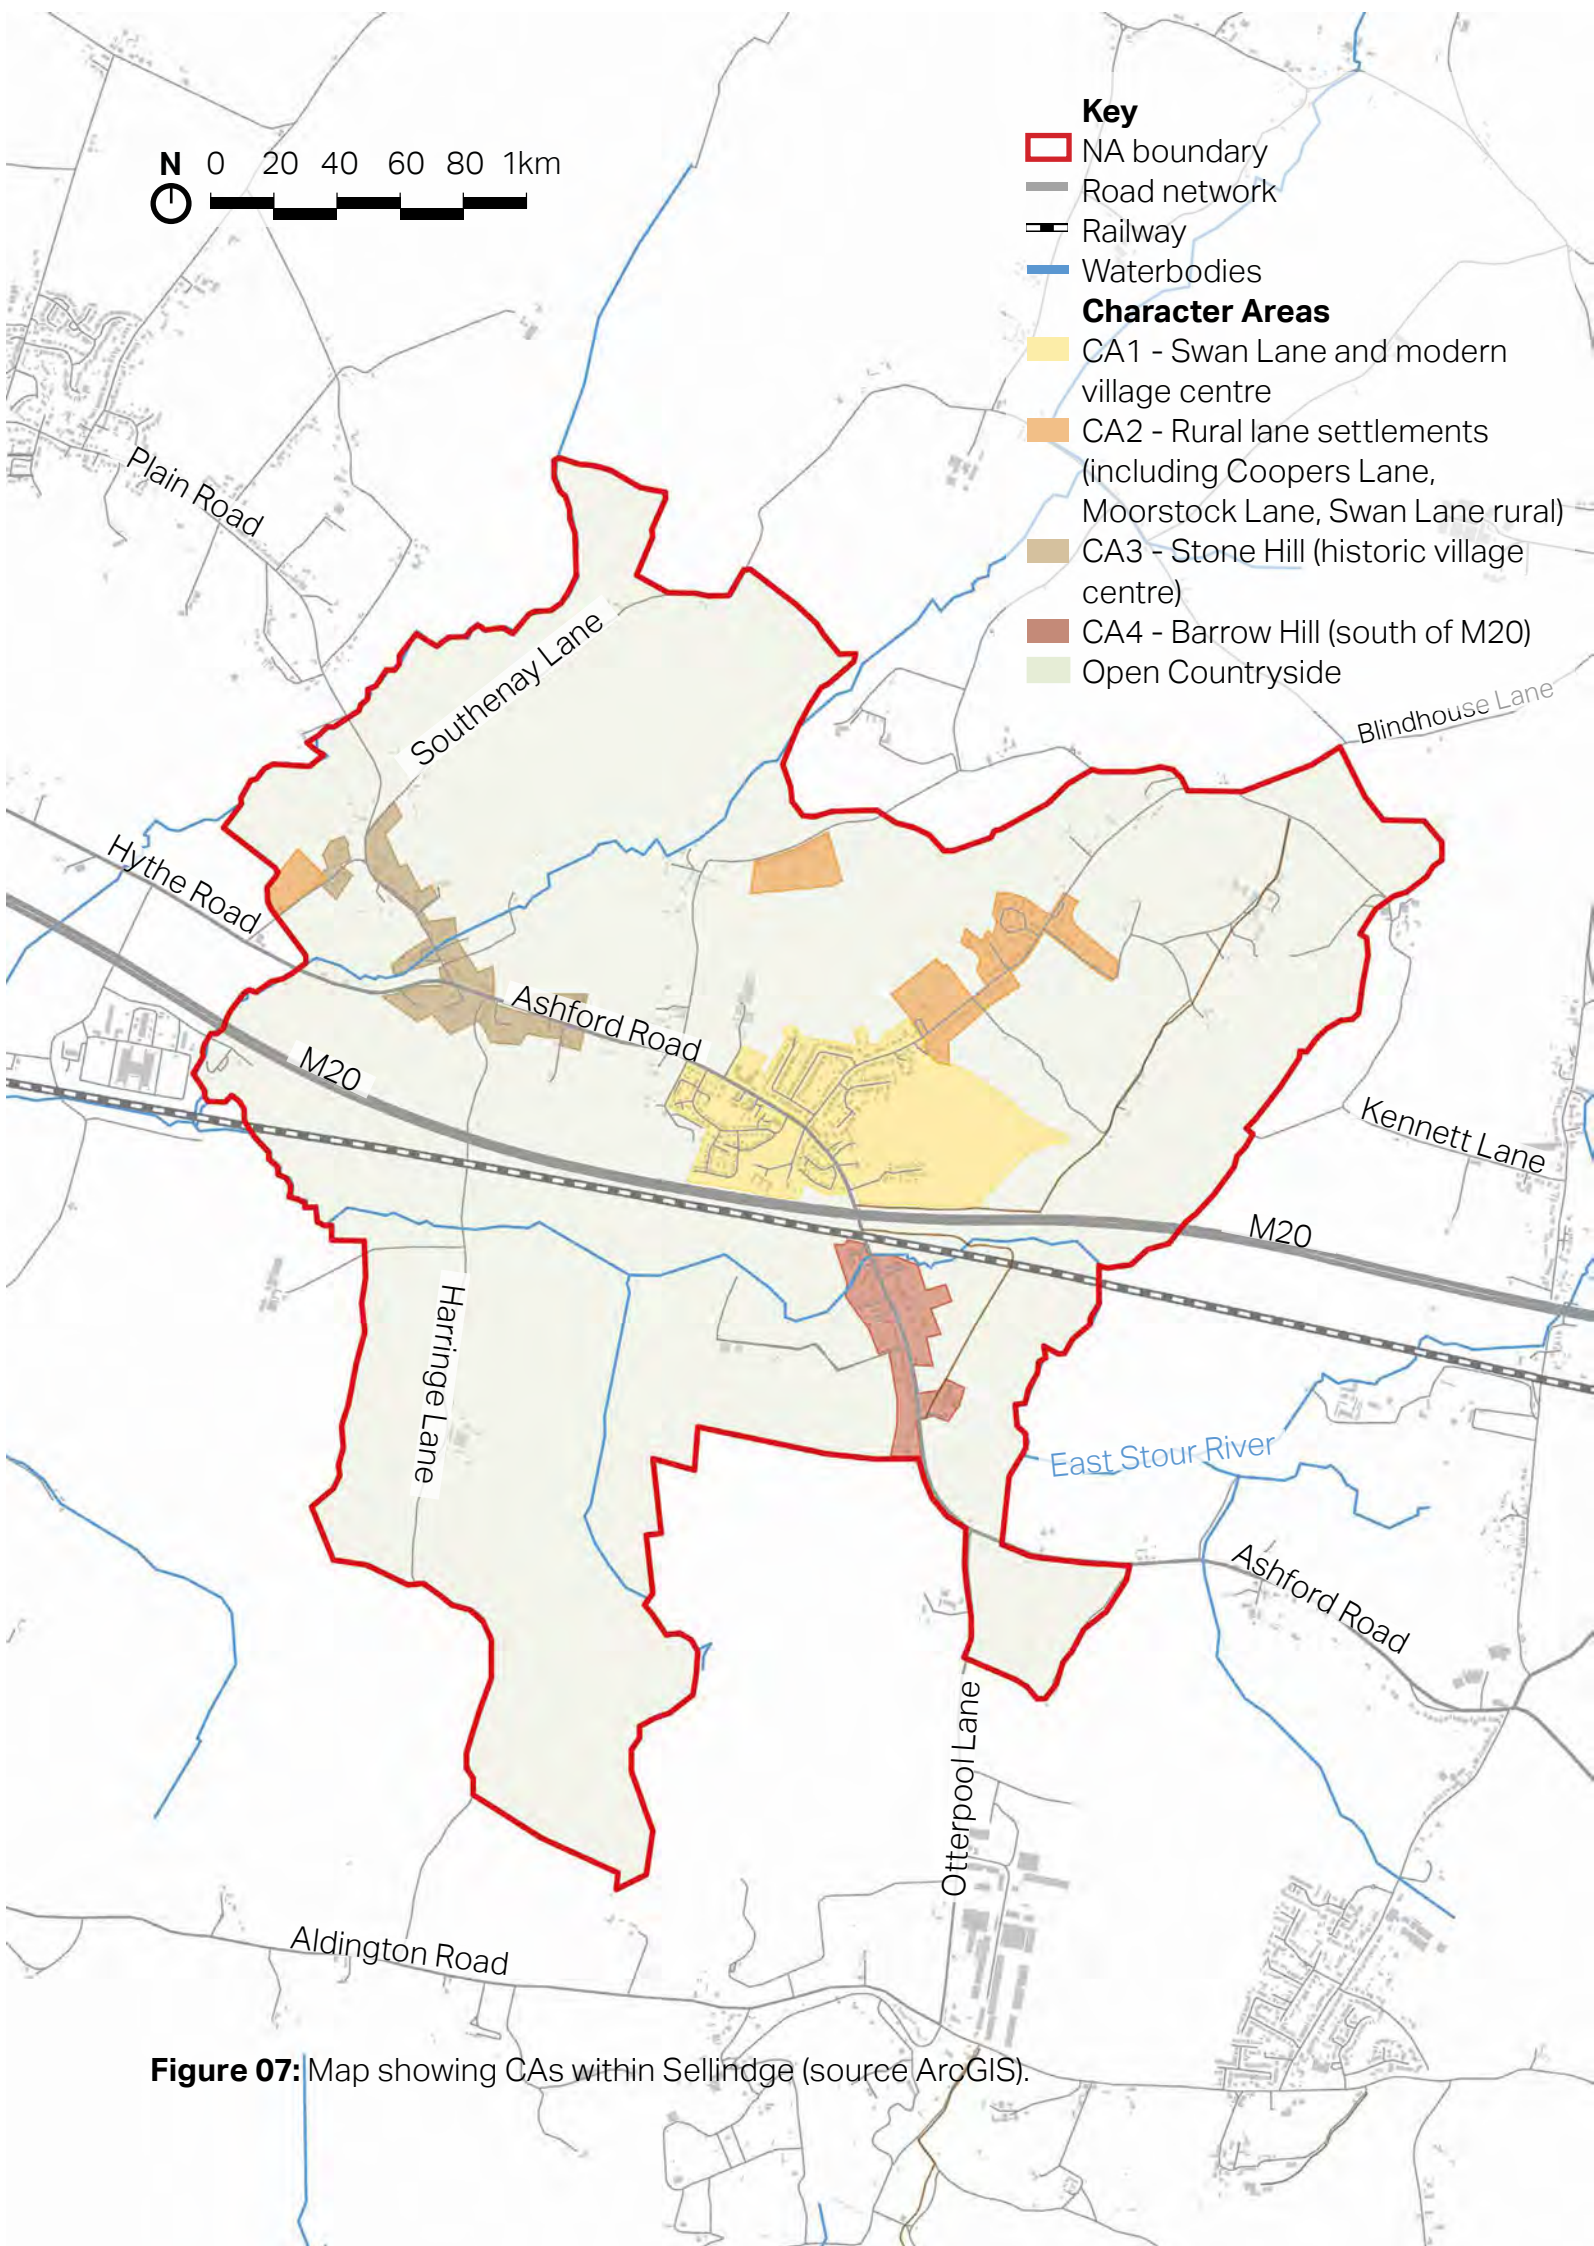 N 0 20 40 60 80 1km
Key
NA boundary
Road network
Railway
Waterbodies
Character Areas
CA1 - Swan Lane and modern
village centre
CA2 - Rural lane settlements
(including Coopers Lane,
Moorstock Lane, Swan Lane rural)
CA3 - Stone Hill (historic village
centre)
CA4 - Barrow Hill (south of M20)
Open Countryside
Plain Road
Southenay Lane
Blindhouse Lane
Hythe Road
Ashford Road
M20
Kennett Lane
M20
Harringe Lane
East Stour River
Ashford Road
Otterpool Lane
Aldington Road
Figure 07: Map showing CAs within Sellindge (source ArcGIS).